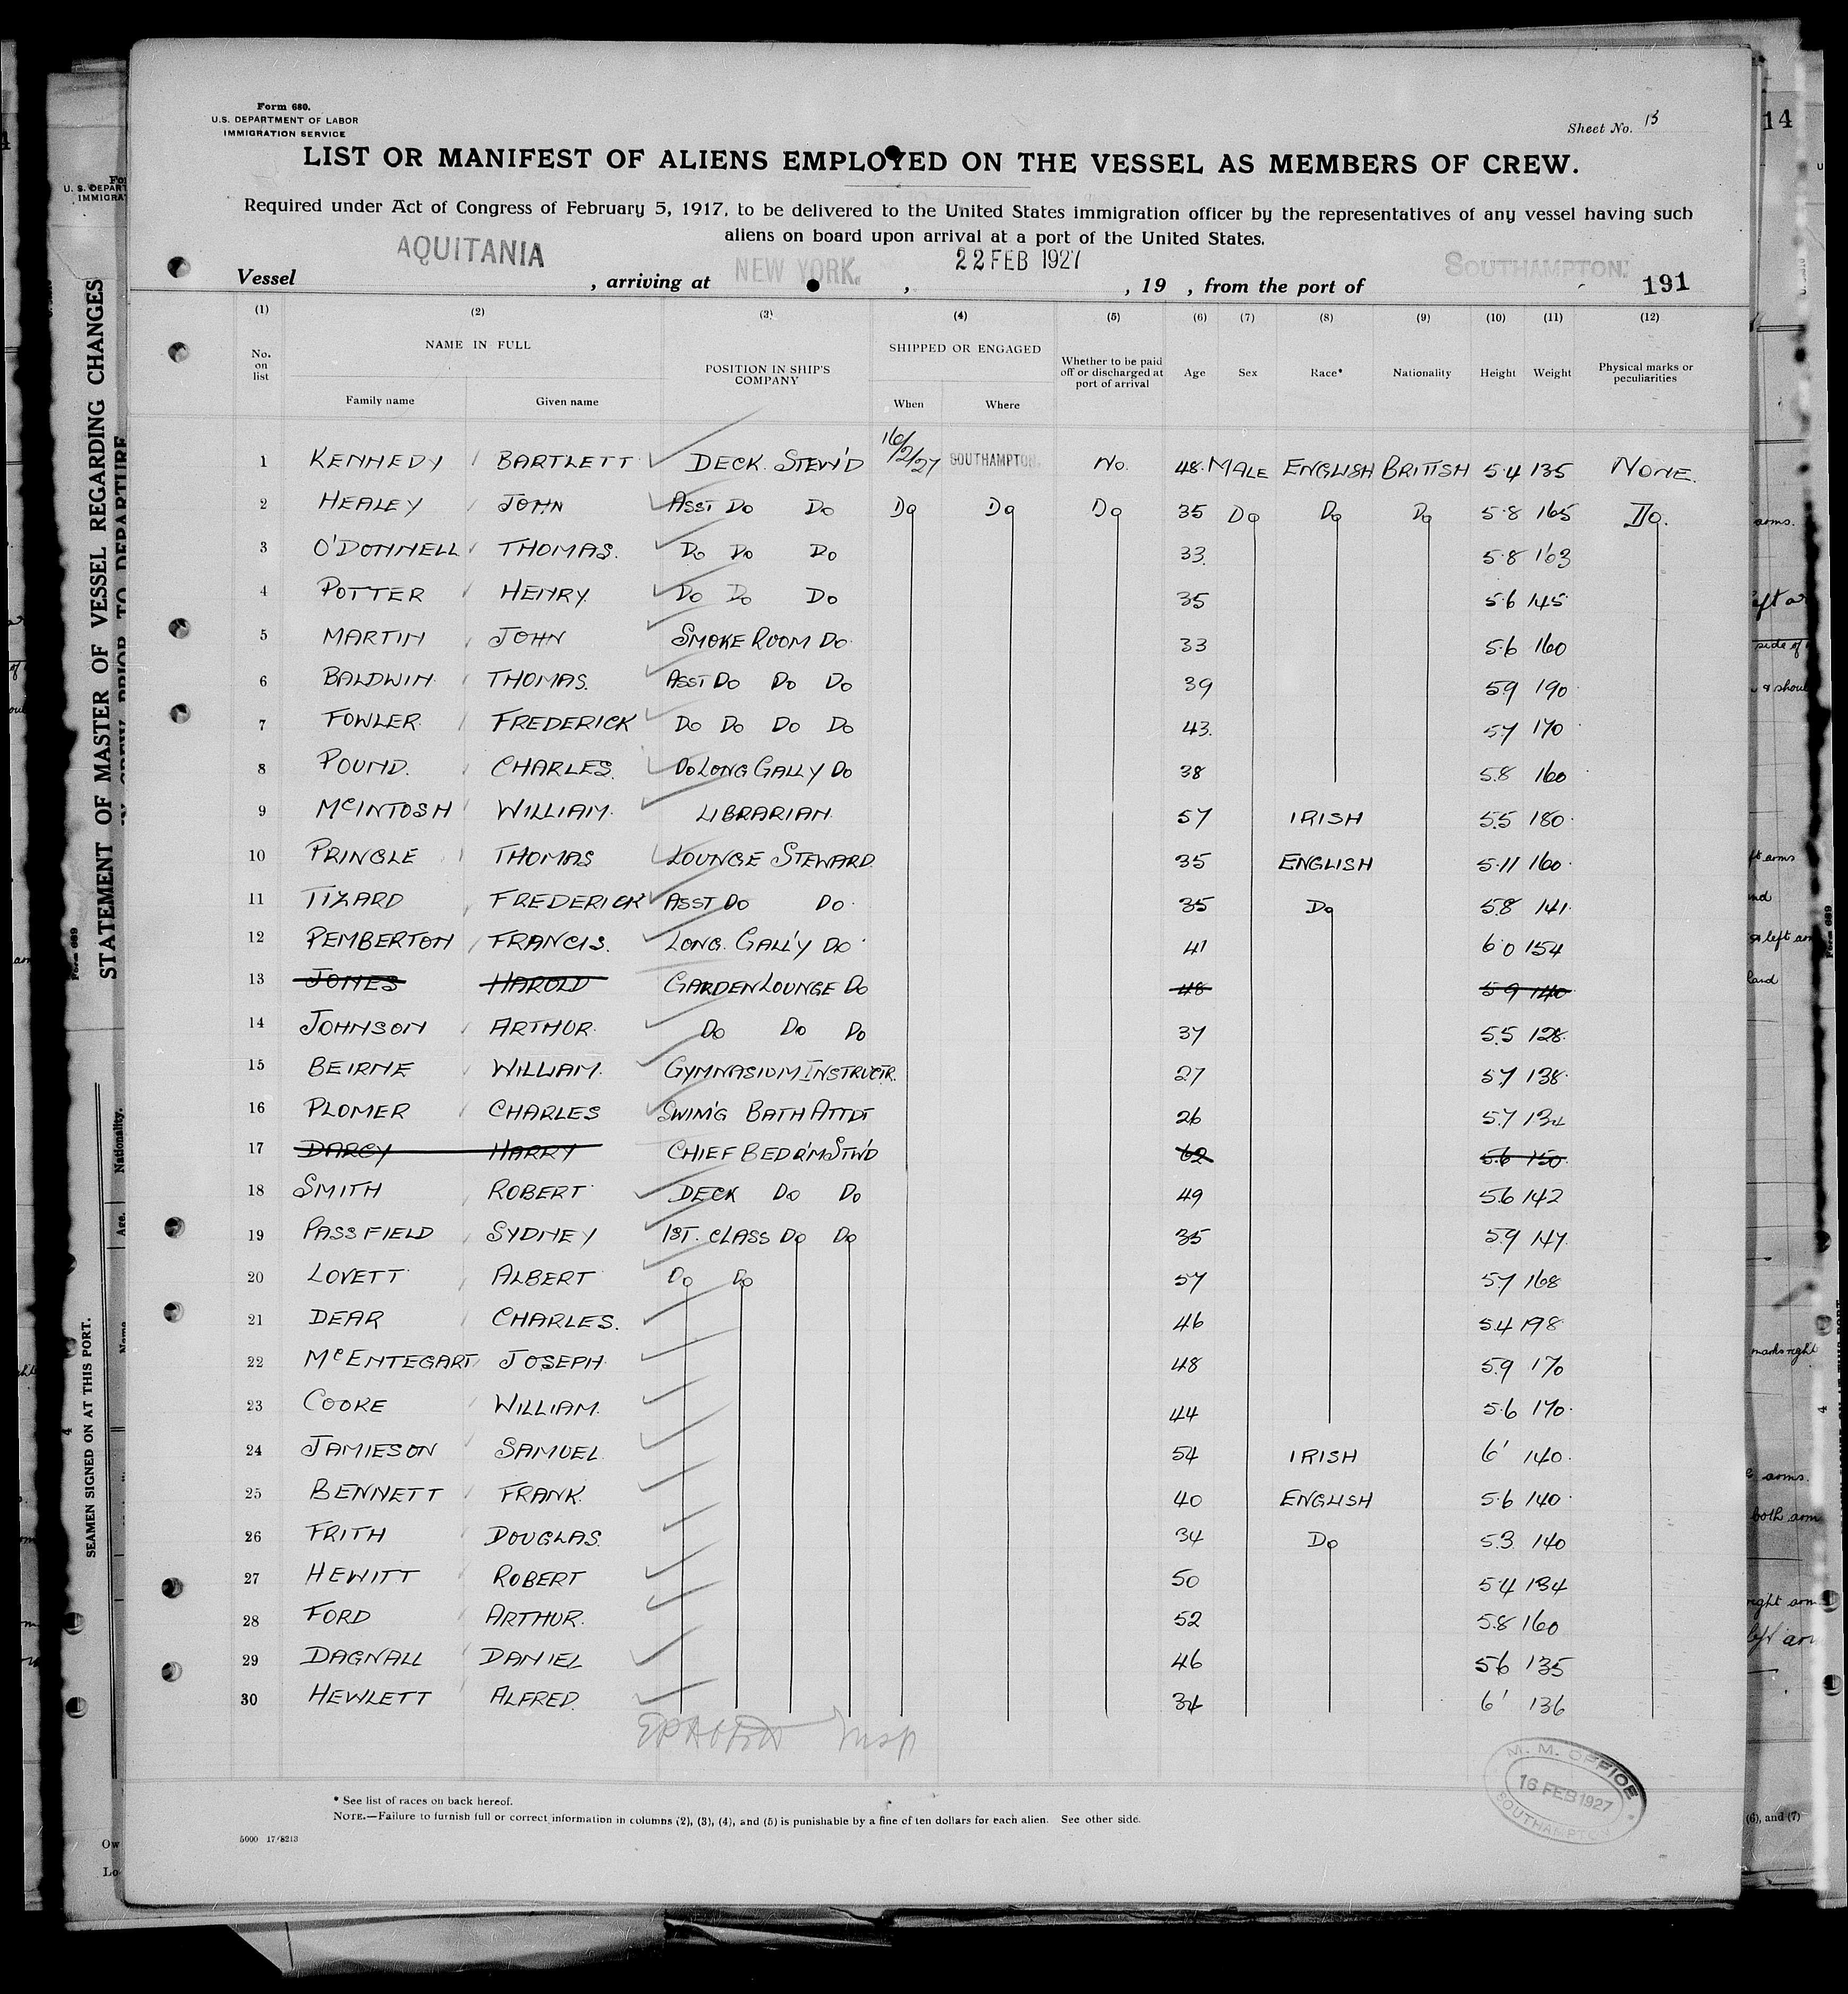 Form 680.
U.S. DEPARTMENT OF LABOR
IMMIGRATION SERVICE
Sheet No. 13
14
LIST OR MANIFEST OF ALIENS EMPLOYED ON THE VESSEL AS MEMBERS OF CREW.
Required under Act of Congress of February 5, 1917, to be delivered to the United States immigration officer by the representatives of any vessel having such
aliens on board upon arrival at a port of the United States.
Vessel AQUITANIA, arriving at NEW YORK., 22 FEB 1927, 19 , from the port of SOUTHAMPTON. 191
(1) (2) (3) (4) (5) (6) (7) (8) (9) (10) (11) (12)
No. on list NAME IN FULL Family name Given name POSITION IN SHIP'S COMPANY SHIPPED OR ENGAGED When Where Whether to be paid off or discharged at port of arrival Age Sex Race* Nationality Height Weight Physical marks or peculiarities
1 KENNEDY BARTLETT DECK. STEW'D 16/2/27 SOUTHAMPTON. No. 48. MALE ENGLISH BRITISH 5.4 135 NONE.
2 HEALEY JOHN ASST DO DO DO DO DO 35 DO DO DO 5.8 165 DO.
3 O'DONNELL THOMAS. DO DO DO 33. 5.8 163
4 POTTER HENRY. DO DO DO 35 5.6 145
5 MARTIN JOHN SMOKE ROOM DO. 33 5.6 160
6 BALDWIN. THOMAS. ASST DO DO DO 39 5.9 190
7 FOWLER. FREDERICK DO DO DO DO 43. 5.7 170
8 POUND. CHARLES. DO LONG GALL'Y DO 38 5.8 160
9 McINTOSH WILLIAM. LIBRARIAN. 57 IRISH 5.5 180
10 PRINGLE THOMAS LOUNGE STEWARD. 35 ENGLISH 5.11 160
11 TIZARD FREDERICK ASST DO DO. 35 DO 5.8 141
12 PEMBERTON FRANCIS. LONG. GALL'Y DO 41 6.0 154
13 JONES HAROLD GARDEN LOUNGE DO 48 5.9 140
14 JOHNSON ARTHUR. DO DO DO 37 5.5 128
15 BEIRNE WILLIAM. GYMNASIUM INSTRUCTR. 27 5.7 138
16 PLOMER CHARLES SWIM'G BATH ATTDT 26 5.7 134
17 DARCY HARRY CHIEF BED R'M STW'D 62 5.6 150
18 SMITH ROBERT DECK DO DO 49 5.6 142
19 PASSFIELD SYDNEY 1ST. CLASS DO DO 35 5.9 147
20 LOVETT ALBERT DO DO 57 5.7 168
21 DEAR CHARLES. 46 5.4 198
22 McENTEGART JOSEPH. 48 5.9 170
23 COOKE WILLIAM. 44 5.6 170
24 JAMIESON SAMUEL. 54 IRISH 6' 140
25 BENNETT FRANK. 40 ENGLISH 5.6 140
26 FRITH DOUGLAS. 34 DO 5.3 140
27 HEWITT ROBERT 50 5.4 134
28 FORD ARTHUR. 52 5.8 160
29 DAGNALL DANIEL 46 5.6 135
30 HEWLETT ALFRED. 34 6' 136
M. M. OFFICE
16 FEB 1927
SOUTHAMPTON
* See list of races on back hereof.
NOTE.—Failure to furnish full or correct information in columns (2), (3), (4), and (5) is punishable by a fine of ten dollars for each alien. See other side.
5000 17/8213
STATEMENT OF MASTER OF VESSEL REGARDING CHANGES
IN CREW PRIOR TO DEPARTURE
Form 689
SEAMEN SIGNED ON AT THIS PORT.
Nationality.
Age.
Name
(6), and (7)